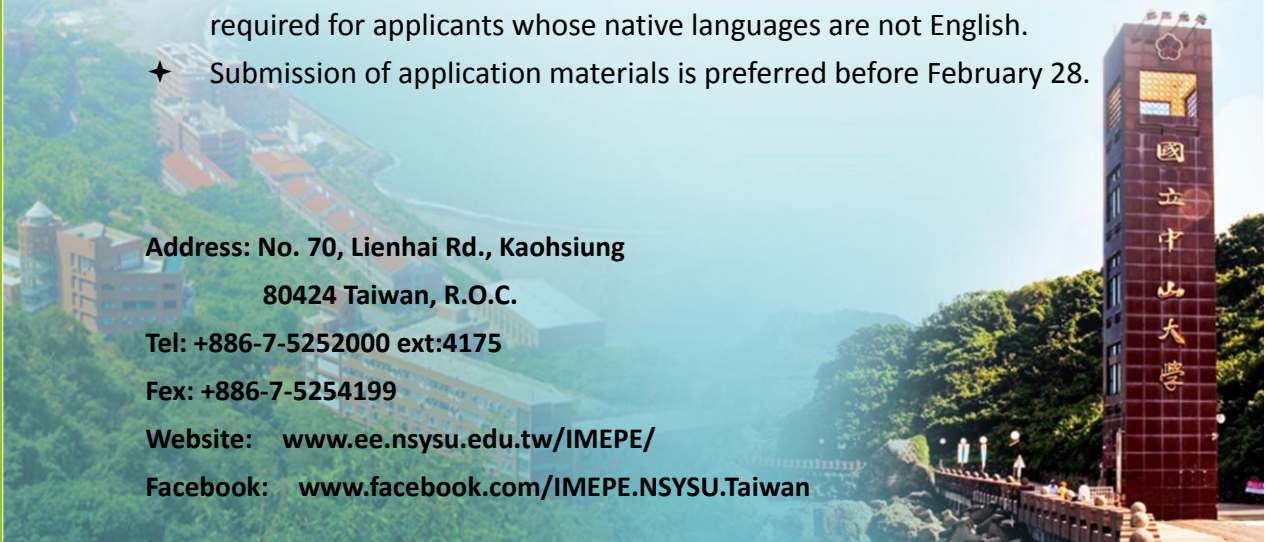 required for applicants whose native languages are not English.
✦ Submission of application materials is preferred before February 28.
Address: No. 70, Lienhai Rd., Kaohsiung
80424 Taiwan, R.O.C.
Tel: +886-7-5252000 ext:4175
Fex: +886-7-5254199
Website: www.ee.nsysu.edu.tw/IMEPE/
Facebook: www.facebook.com/IMEPE.NSYSU.Taiwan
國立中山大學